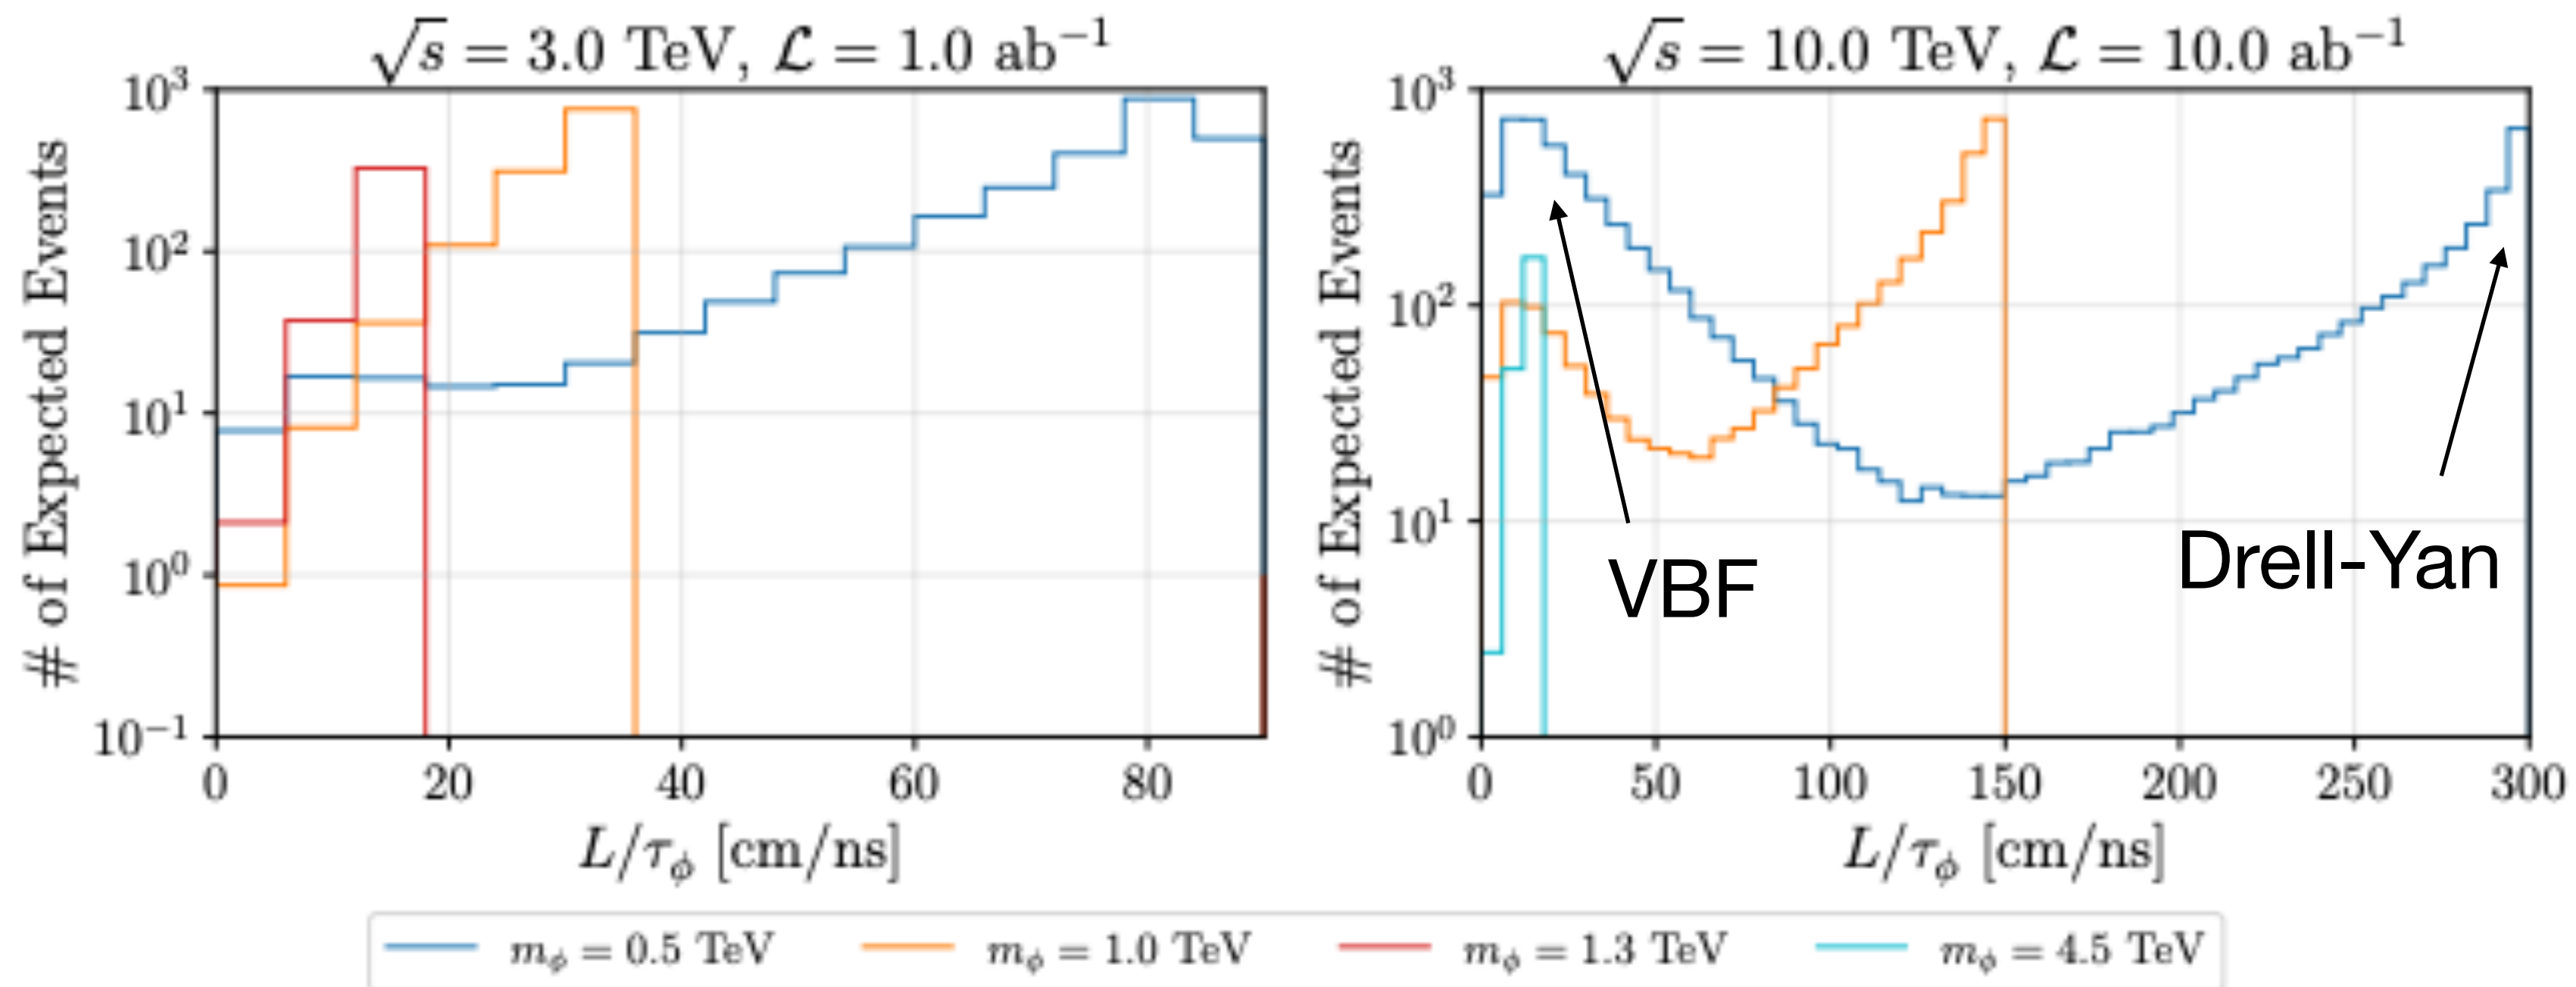 √s = 3.0 TeV, ℒ = 1.0 ab⁻¹
# of Expected Events
10³
10²
10¹
10⁰
10⁻¹
0 20 40 60 80
L/τ_ϕ [cm/ns]
√s = 10.0 TeV, ℒ = 10.0 ab⁻¹
# of Expected Events
10³
10²
10¹
10⁰
VBF
Drell-Yan
0 50 100 150 200 250 300
L/τ_ϕ [cm/ns]
m_ϕ = 0.5 TeV m_ϕ = 1.0 TeV m_ϕ = 1.3 TeV m_ϕ = 4.5 TeV